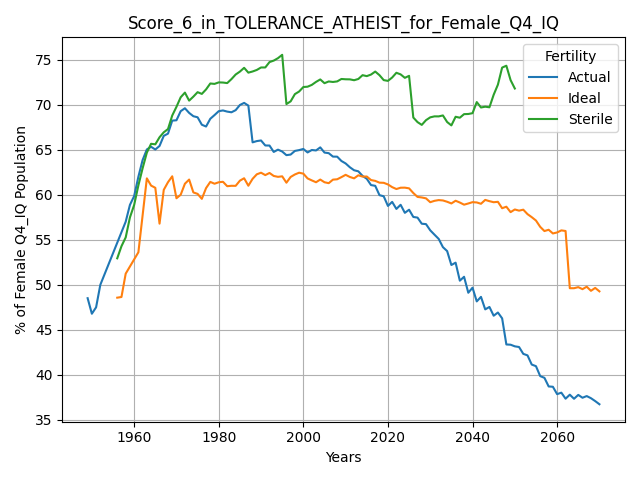 Score_6_in_TOLERANCE_ATHEIST_for_Female_Q4_IQ
% of Female Q4_IQ Population
75
70
65
60
55
50
45
40
35
Fertility
Actual
Ideal
Sterile
1960 1980 2000 2020 2040 2060
Years